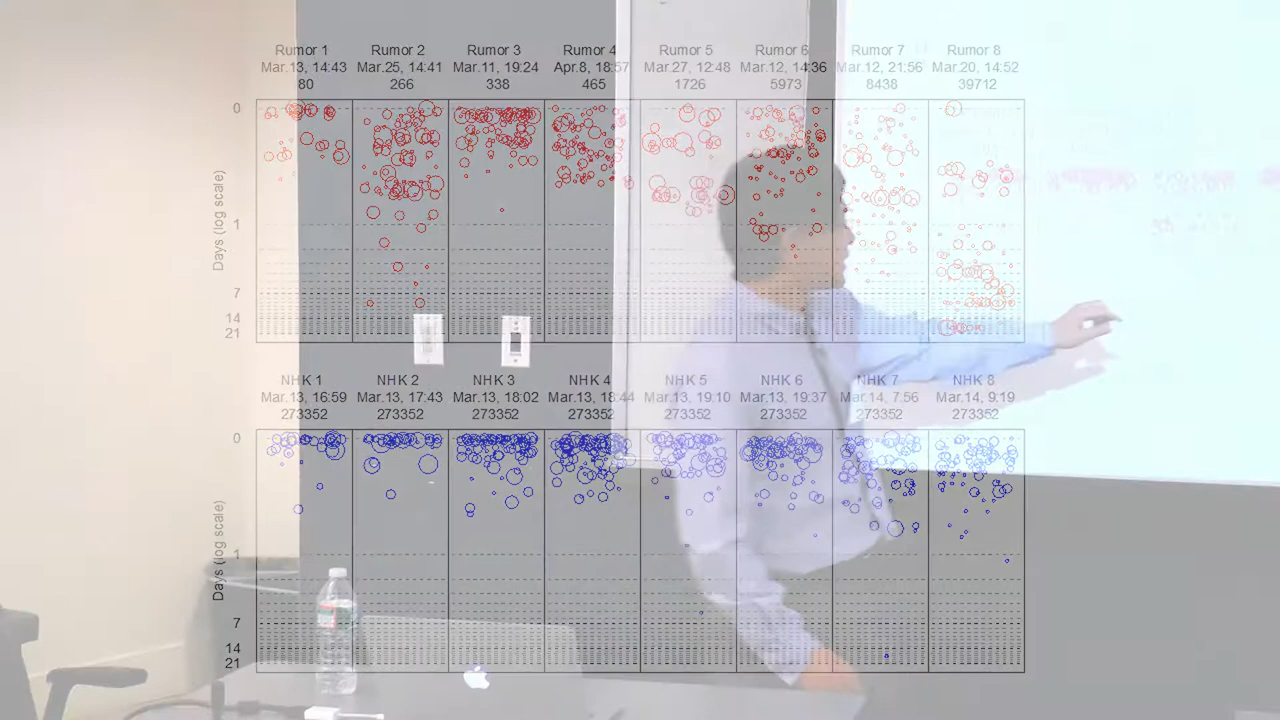 Rumor 1 Rumor 2 Rumor 3 Rumor 4 Rumor 5 Rumor 6 Rumor 7 Rumor 8
Mar.13, 14:43 Mar.25, 14:41 Mar.11, 19:24 Apr.8, 18:57 Mar.27, 12:48 Mar.12, 14:36 Mar.12, 21:56 Mar.20, 14:52
80 266 338 465 1726 5973 8438 39712
0
Days (log scale)
1
7
14
21
NHK 1 NHK 2 NHK 3 NHK 4 NHK 5 NHK 6 NHK 7 NHK 8
Mar.13, 16:59 Mar.13, 17:43 Mar.13, 18:02 Mar.13, 18:44 Mar.13, 19:10 Mar.13, 19:37 Mar.14, 7:56 Mar.14, 9:19
273352 273352 273352 273352 273352 273352 273352 273352
0
Days (log scale)
1
7
14
21